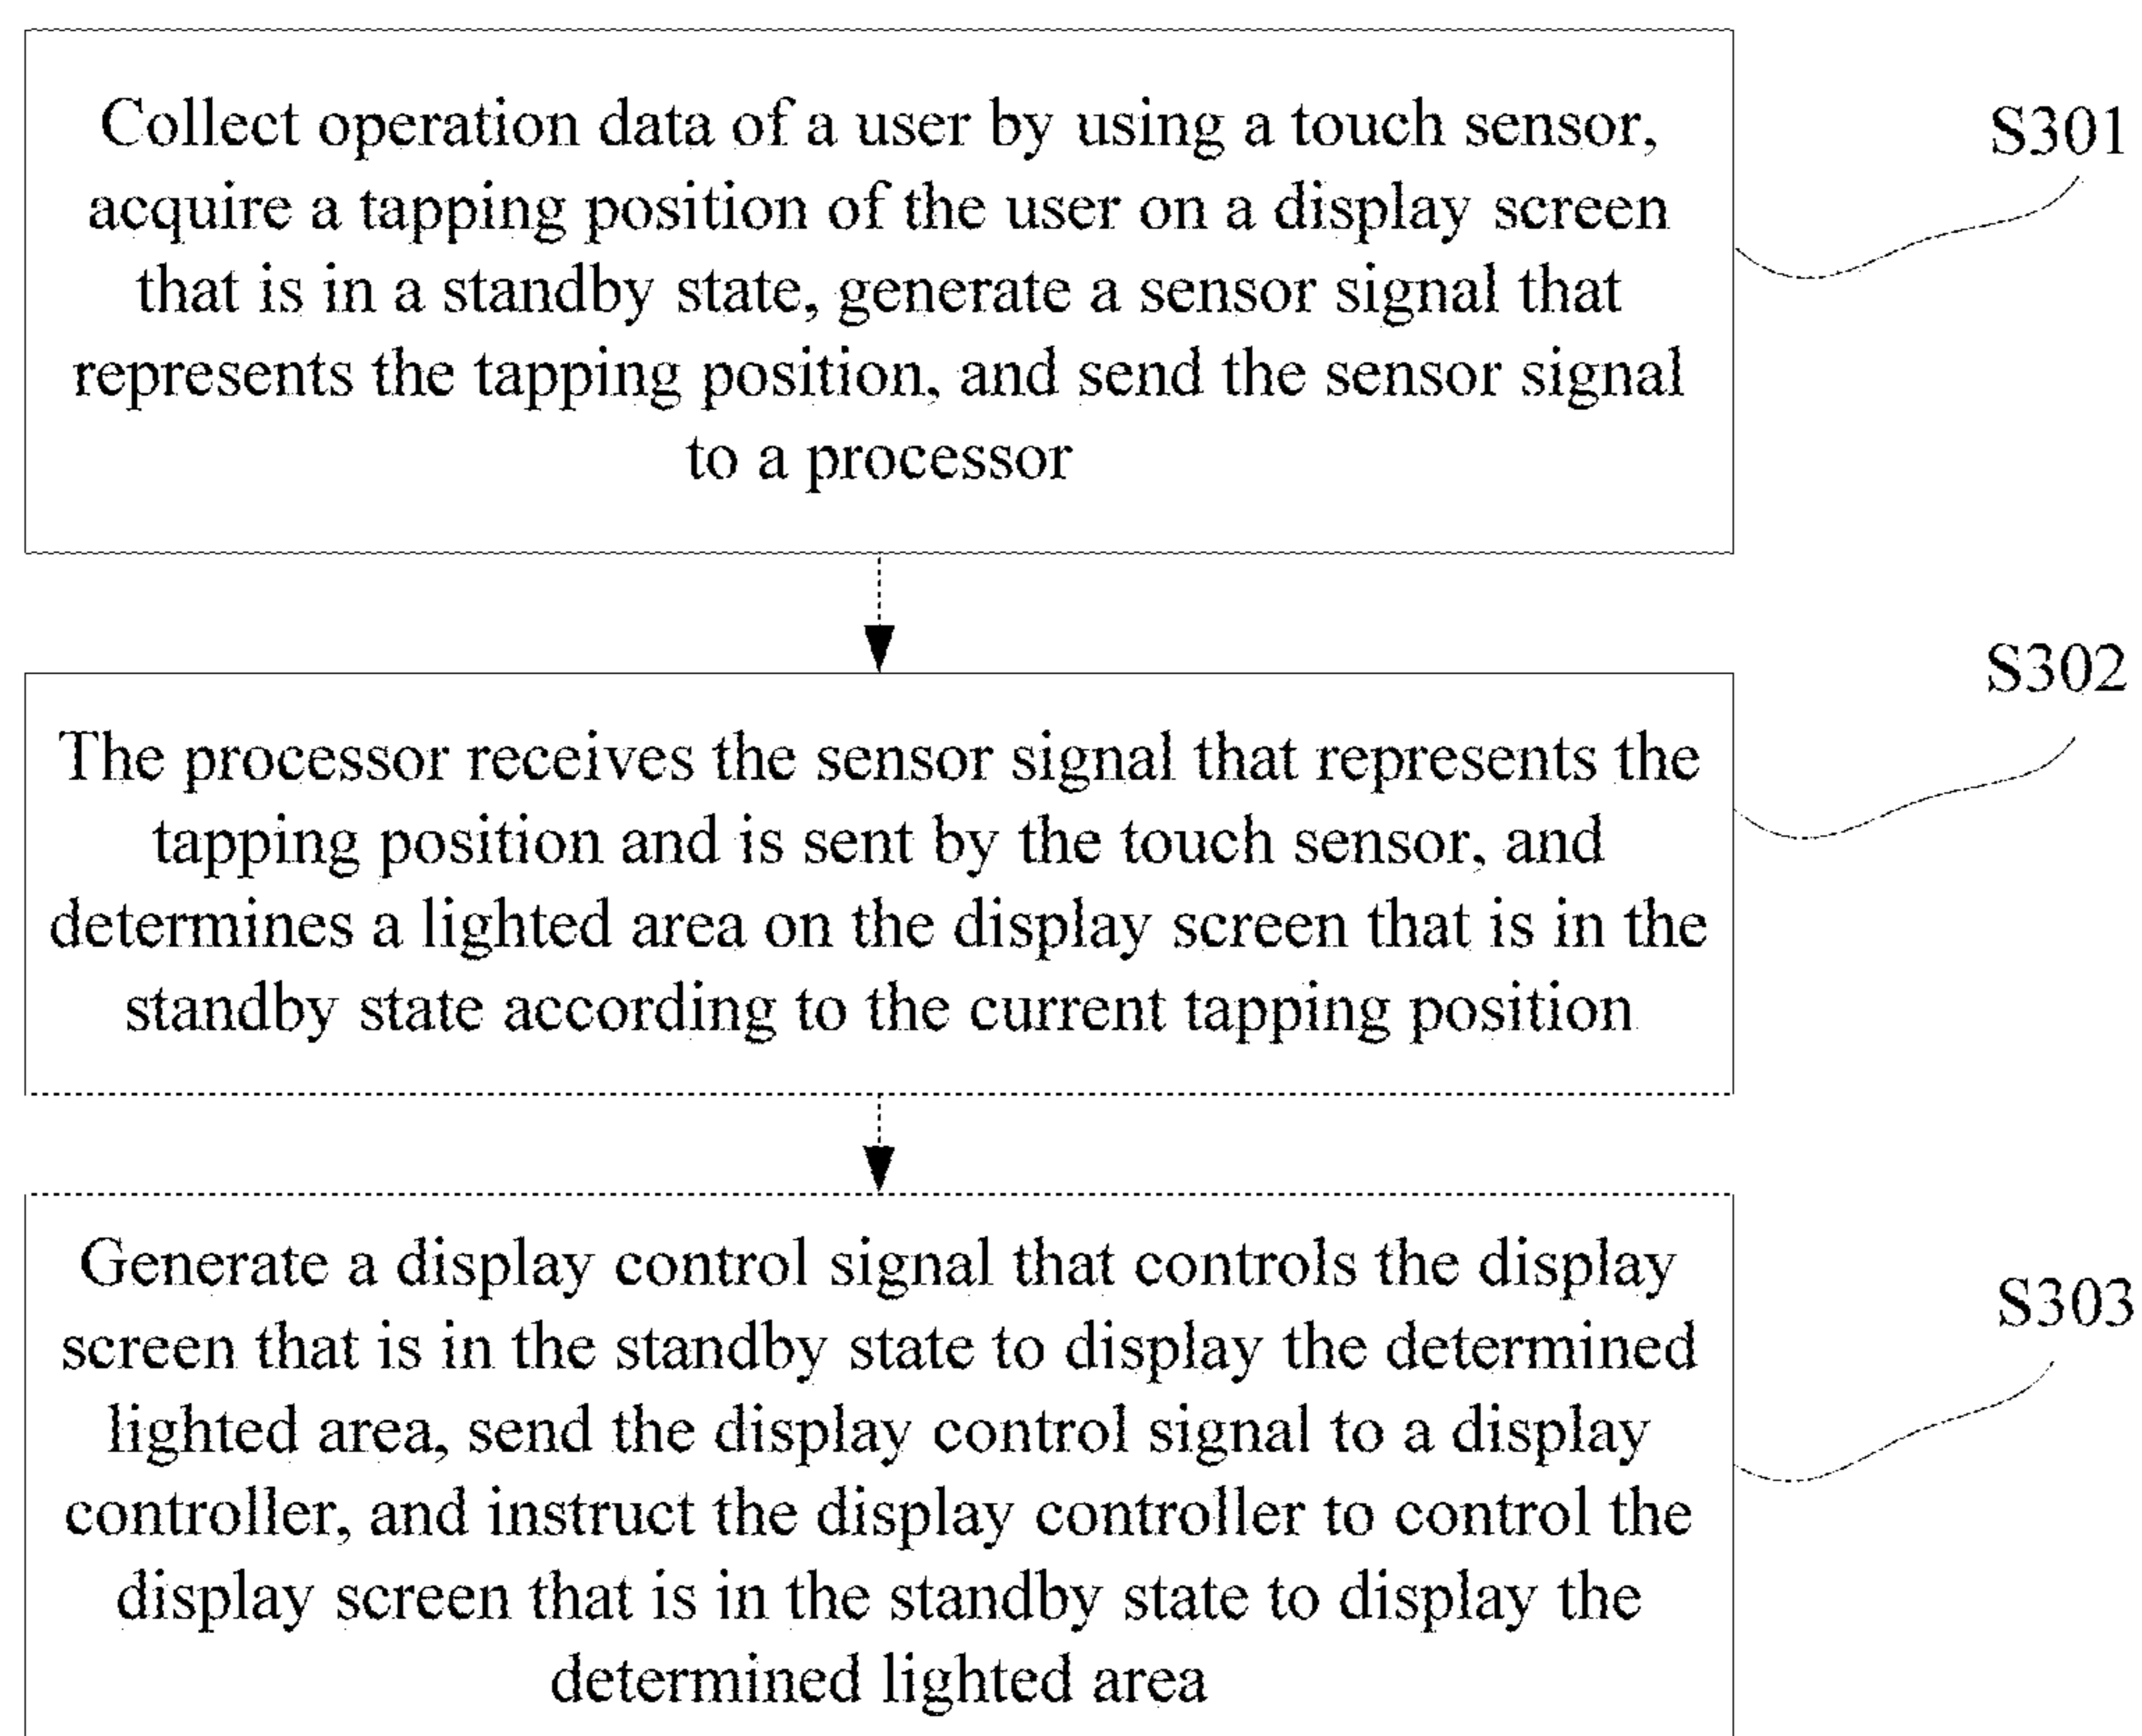 Collect operation data of a user by using a touch sensor,
acquire a tapping position of the user on a display screen
that is in a standby state, generate a sensor signal that
represents the tapping position, and send the sensor signal
to a processor
S301
The processor receives the sensor signal that represents the
tapping position and is sent by the touch sensor, and
determines a lighted area on the display screen that is in the
standby state according to the current tapping position
S302
Generate a display control signal that controls the display
screen that is in the standby state to display the determined
lighted area, send the display control signal to a display
controller, and instruct the display controller to control the
display screen that is in the standby state to display the
determined lighted area
S303